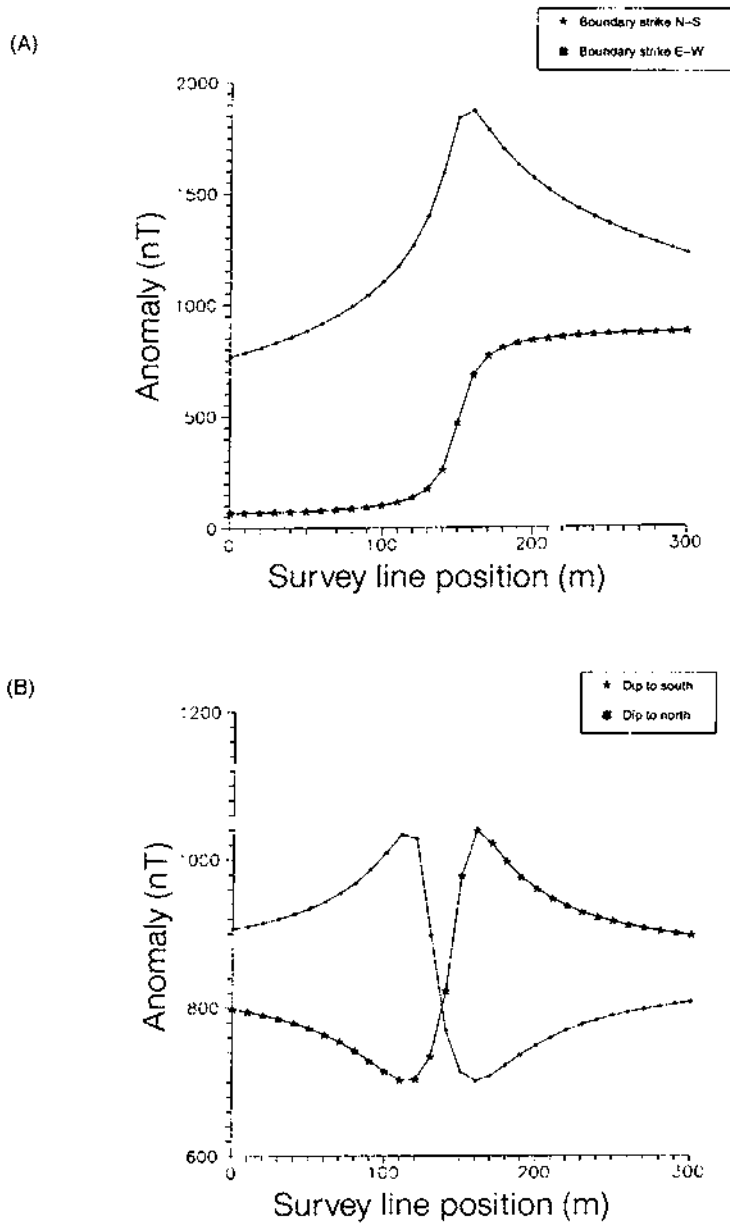 (A)
★ Boundary strike N–S
■ Boundary strike E–W
2000
1500
1000
500
0
Anomaly (nT)
0 100 200 300
Survey line position (m)
(B)
★ Dip to south
■ Dip to north
1200
1000
800
600
Anomaly (nT)
0 100 200 300
Survey line position (m)